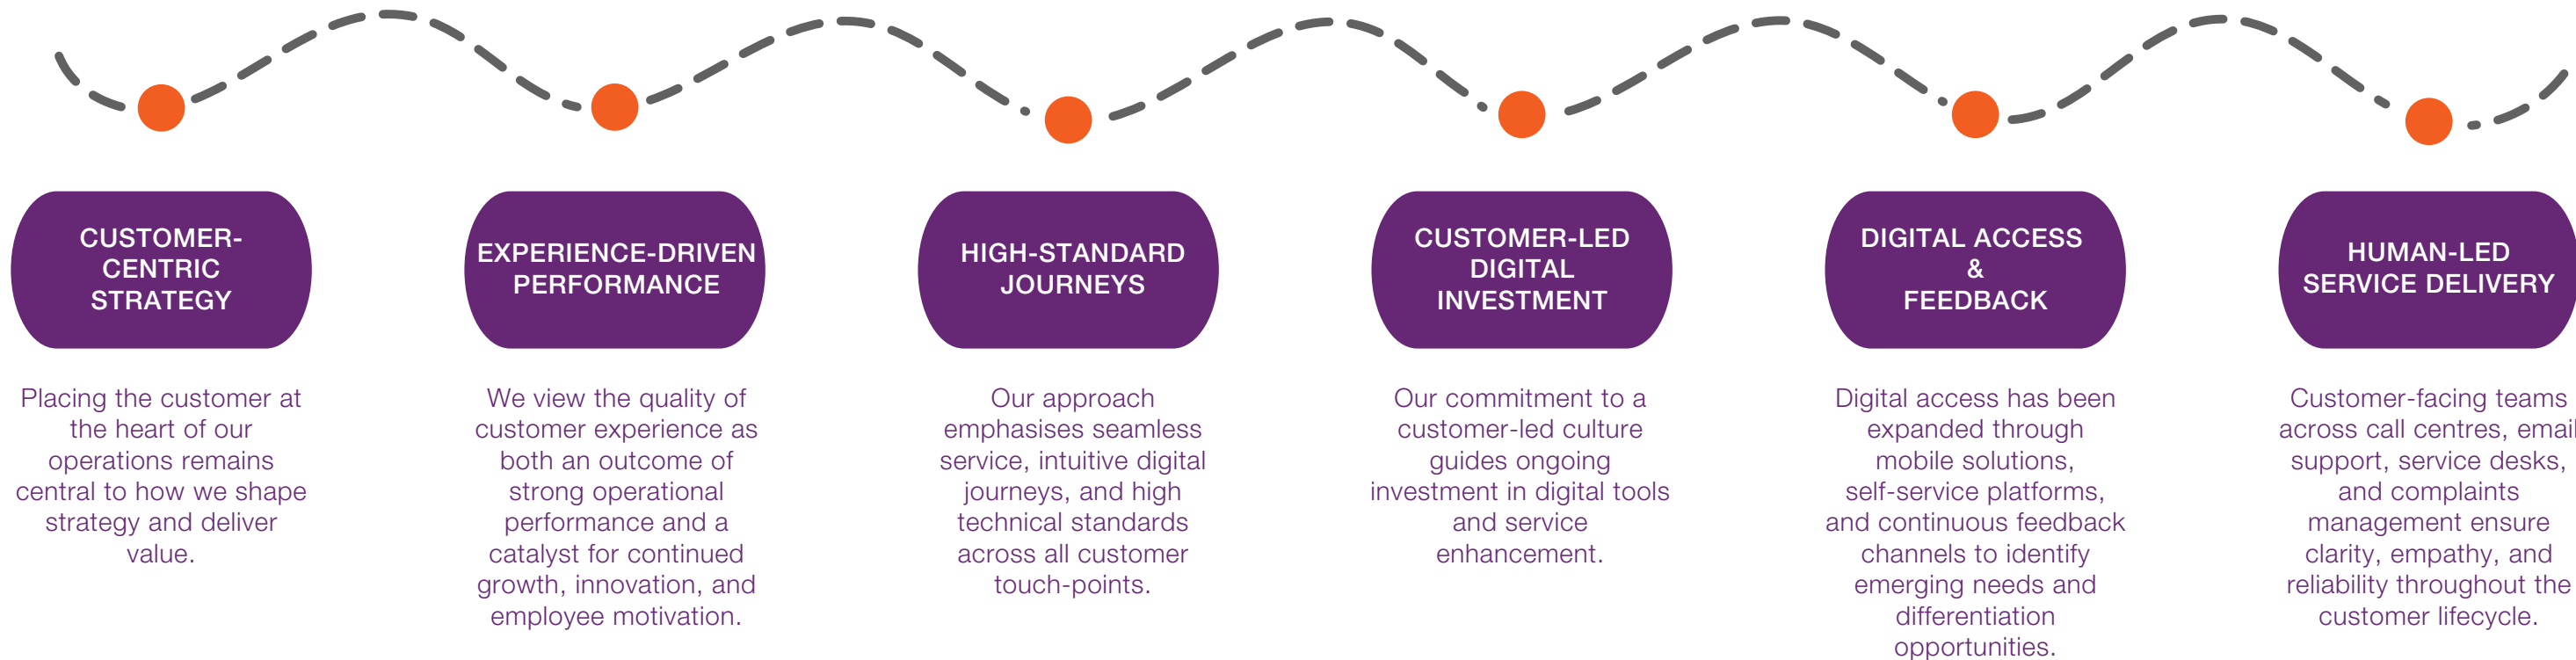 CUSTOMER-
CENTRIC
STRATEGY
Placing the customer at
the heart of our
operations remains
central to how we shape
strategy and deliver
value.
EXPERIENCE-DRIVEN
PERFORMANCE
We view the quality of
customer experience as
both an outcome of
strong operational
performance and a
catalyst for continued
growth, innovation, and
employee motivation.
HIGH-STANDARD
JOURNEYS
Our approach
emphasises seamless
service, intuitive digital
journeys, and high
technical standards
across all customer
touch-points.
CUSTOMER-LED
DIGITAL
INVESTMENT
Our commitment to a
customer-led culture
guides ongoing
investment in digital tools
and service
enhancement.
DIGITAL ACCESS
&
FEEDBACK
Digital access has been
expanded through
mobile solutions,
self-service platforms,
and continuous feedback
channels to identify
emerging needs and
differentiation
opportunities.
HUMAN-LED
SERVICE DELIVERY
Customer-facing teams
across call centres, email
support, service desks,
and complaints
management ensure
clarity, empathy, and
reliability throughout the
customer lifecycle.